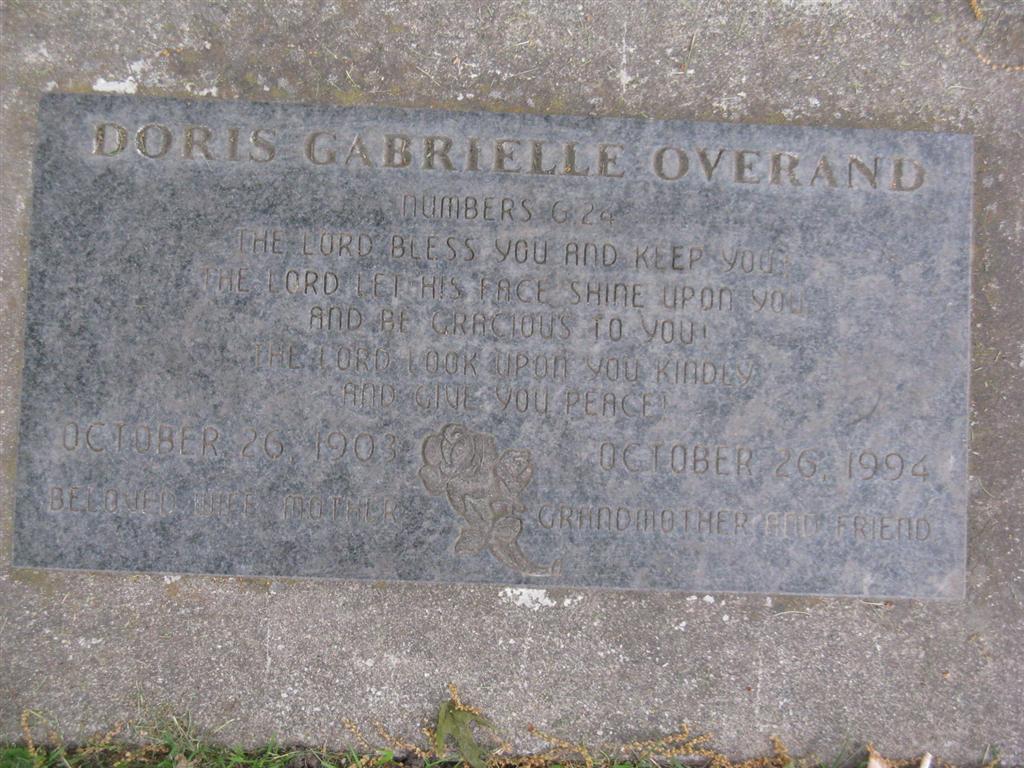 DORIS GABRIELLE OVERAND
NUMBERS 6:24
THE LORD BLESS YOU AND KEEP YOU!
THE LORD LET HIS FACE SHINE UPON YOU,
AND BE GRACIOUS TO YOU!
THE LORD LOOK UPON YOU KINDLY
AND GIVE YOU PEACE!
OCTOBER 26, 1903 OCTOBER 26, 1994
BELOVED WIFE MOTHER GRANDMOTHER AND FRIEND